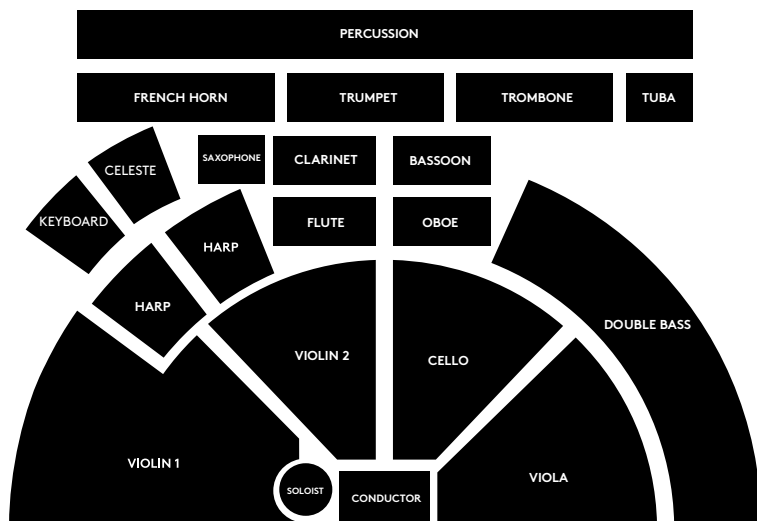 PERCUSSION
FRENCH HORN
TRUMPET
TROMBONE
TUBA
SAXOPHONE
CLARINET
BASSOON
CELESTE
KEYBOARD
FLUTE
OBOE
HARP
HARP
DOUBLE BASS
VIOLIN 2
CELLO
VIOLIN 1
VIOLA
SOLOIST
CONDUCTOR